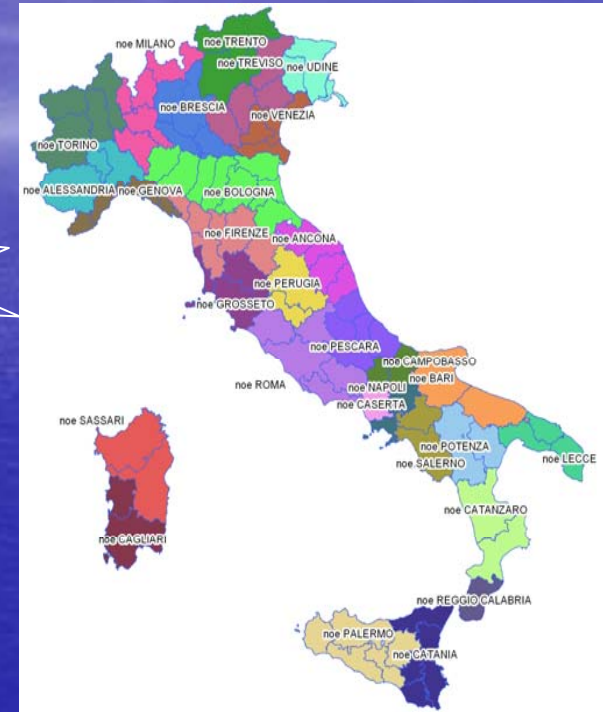 noe MILANO
noe TRENTO
noe TREVISO
noe UDINE
noe BRESCIA
noe VENEZIA
noe TORINO
noe ALESSANDRIA
noe GENOVA
noe BOLOGNA
noe FIRENZE
noe ANCONA
noe PERUGIA
noe GROSSETO
noe PESCARA
noe CAMPOBASSO
noe ROMA
noe NAPOLI
noe BARI
noe CASERTA
noe SASSARI
noe POTENZA
noe SALERNO
noe LECCE
noe CATANZARO
noe CAGLIARI
noe REGGIO CALABRIA
noe PALERMO
noe CATANIA